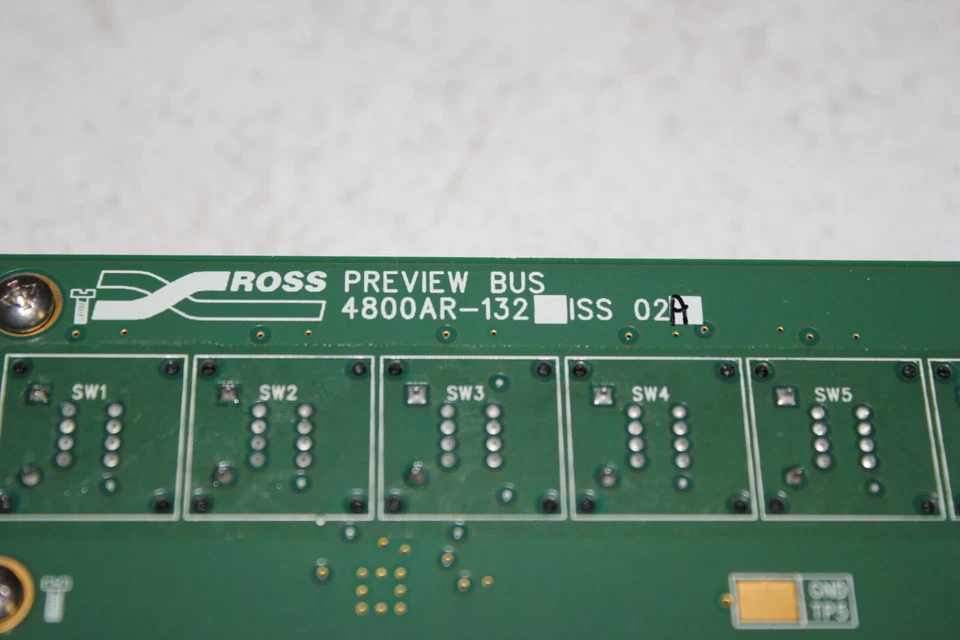 ROSS PREVIEW BUS
4800AR-132 ISS 02A
SW1 SW2 SW3 SW4 SW5
GND
TP5